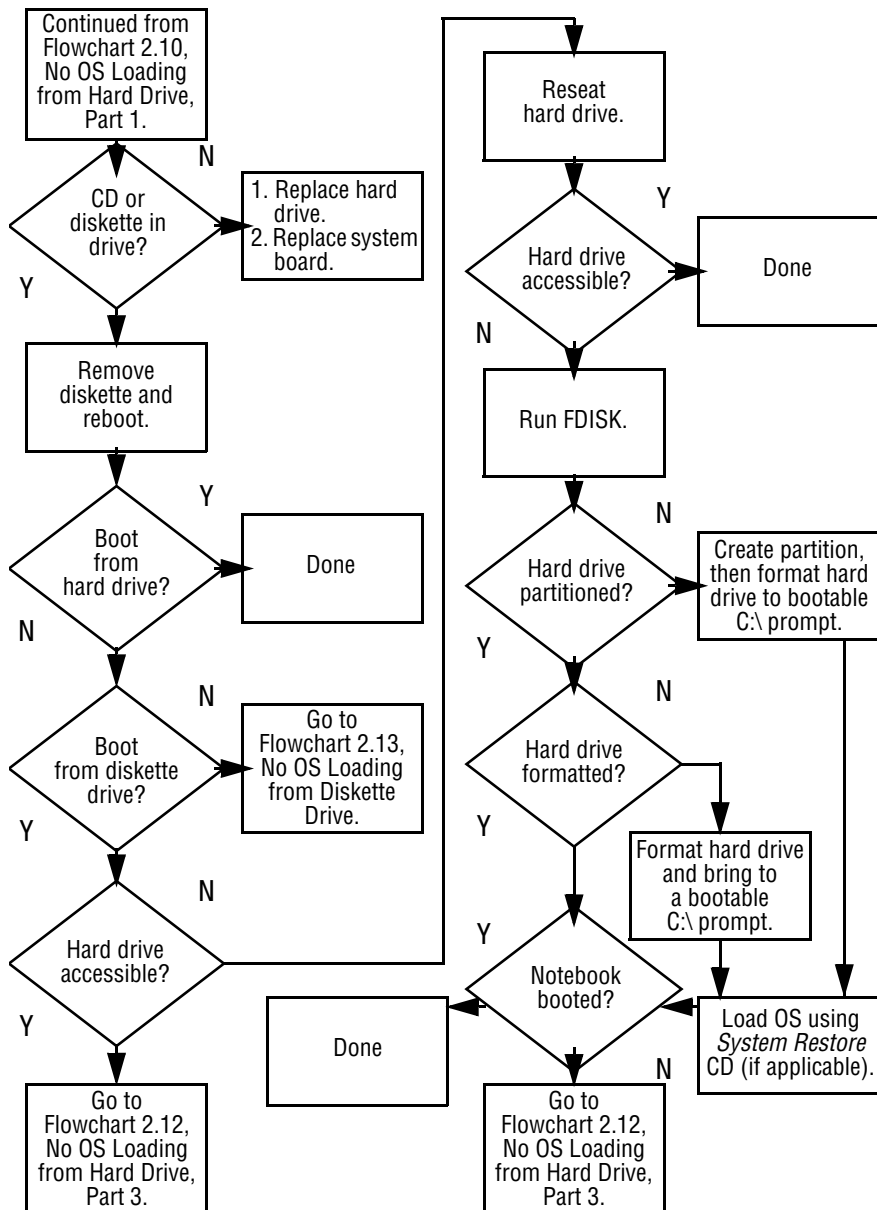 Continued from
Flowchart 2.10,
No OS Loading
from Hard Drive,
Part 1.
N
CD or
diskette in
drive?
1. Replace hard
drive.
2. Replace system
board.
Y
Remove
diskette and
reboot.
Y
Boot
from
hard drive?
Done
N
N
Boot
from diskette
drive?
Go to
Flowchart 2.13,
No OS Loading
from Diskette
Drive.
Y
N
Hard drive
accessible?
Y
Go to
Flowchart 2.12,
No OS Loading
from Hard Drive,
Part 3.
Reseat
hard drive.
Y
Hard drive
accessible?
Done
N
Run FDISK.
N
Hard drive
partitioned?
Create partition,
then format hard
drive to bootable
C:\ prompt.
Y
N
Hard drive
formatted?
Y
Format hard drive
and bring to
a bootable
C:\ prompt.
Y
Notebook
booted?
Load OS using
System Restore
CD (if applicable).
Done
N
Go to
Flowchart 2.12,
No OS Loading
from Hard Drive,
Part 3.